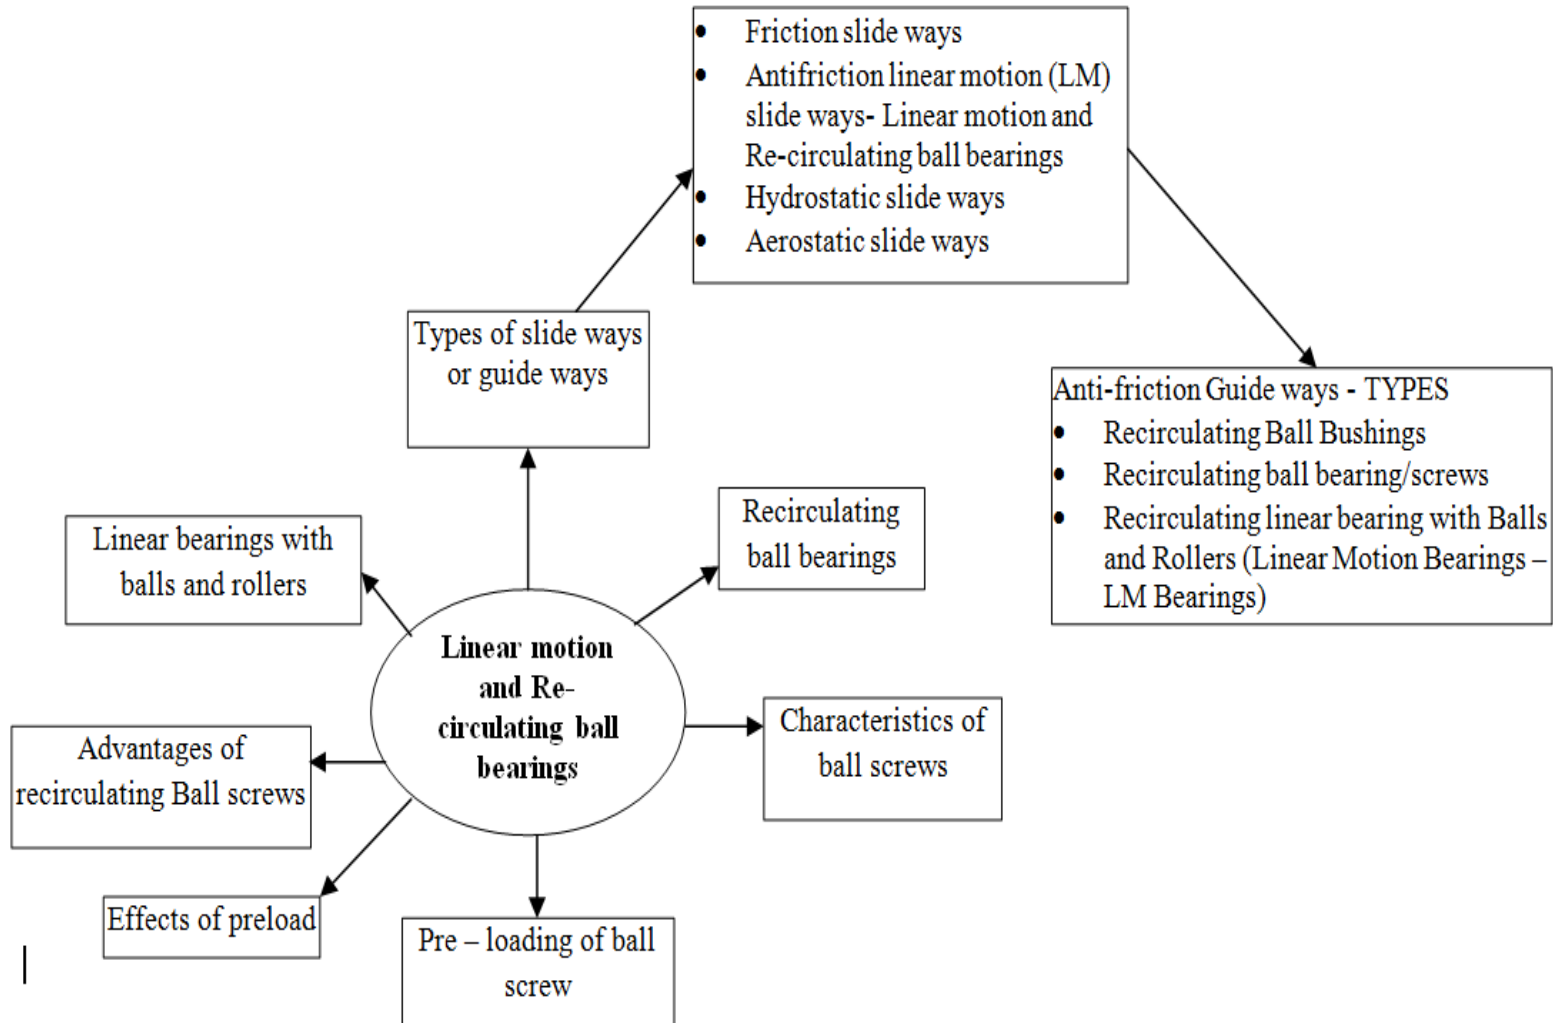 Friction slide ways
Antifriction linear motion (LM)
slide ways- Linear motion and
Re-circulating ball bearings
Hydrostatic slide ways
Aerostatic slide ways
Types of slide ways
or guide ways
Anti-friction Guide ways - TYPES
Recirculating Ball Bushings
Recirculating ball bearing/screws
Recirculating linear bearing with Balls
and Rollers (Linear Motion Bearings –
LM Bearings)
Recirculating
ball bearings
Linear bearings with
balls and rollers
Linear motion
and Re-
circulating ball
bearings
Characteristics of
ball screws
Advantages of
recirculating Ball screws
Effects of preload
Pre – loading of ball
screw